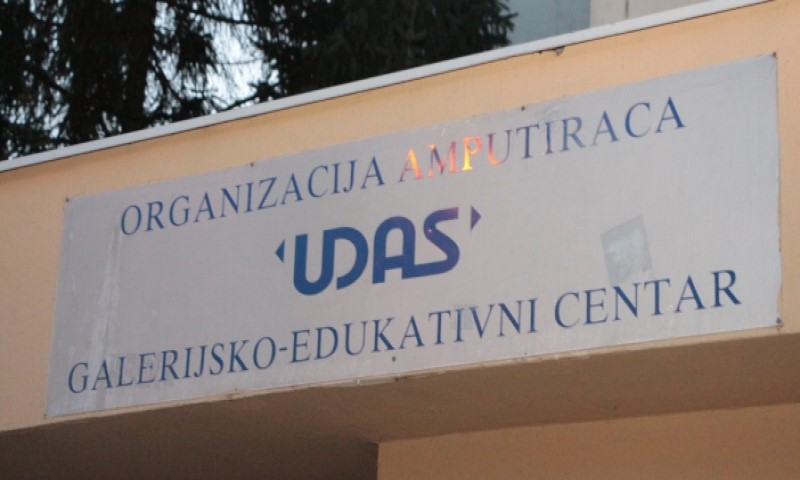 ORGANIZACIJA AMPUTIRACA
UDAS
GALERIJSKO-EDUKATIVNI CENTAR